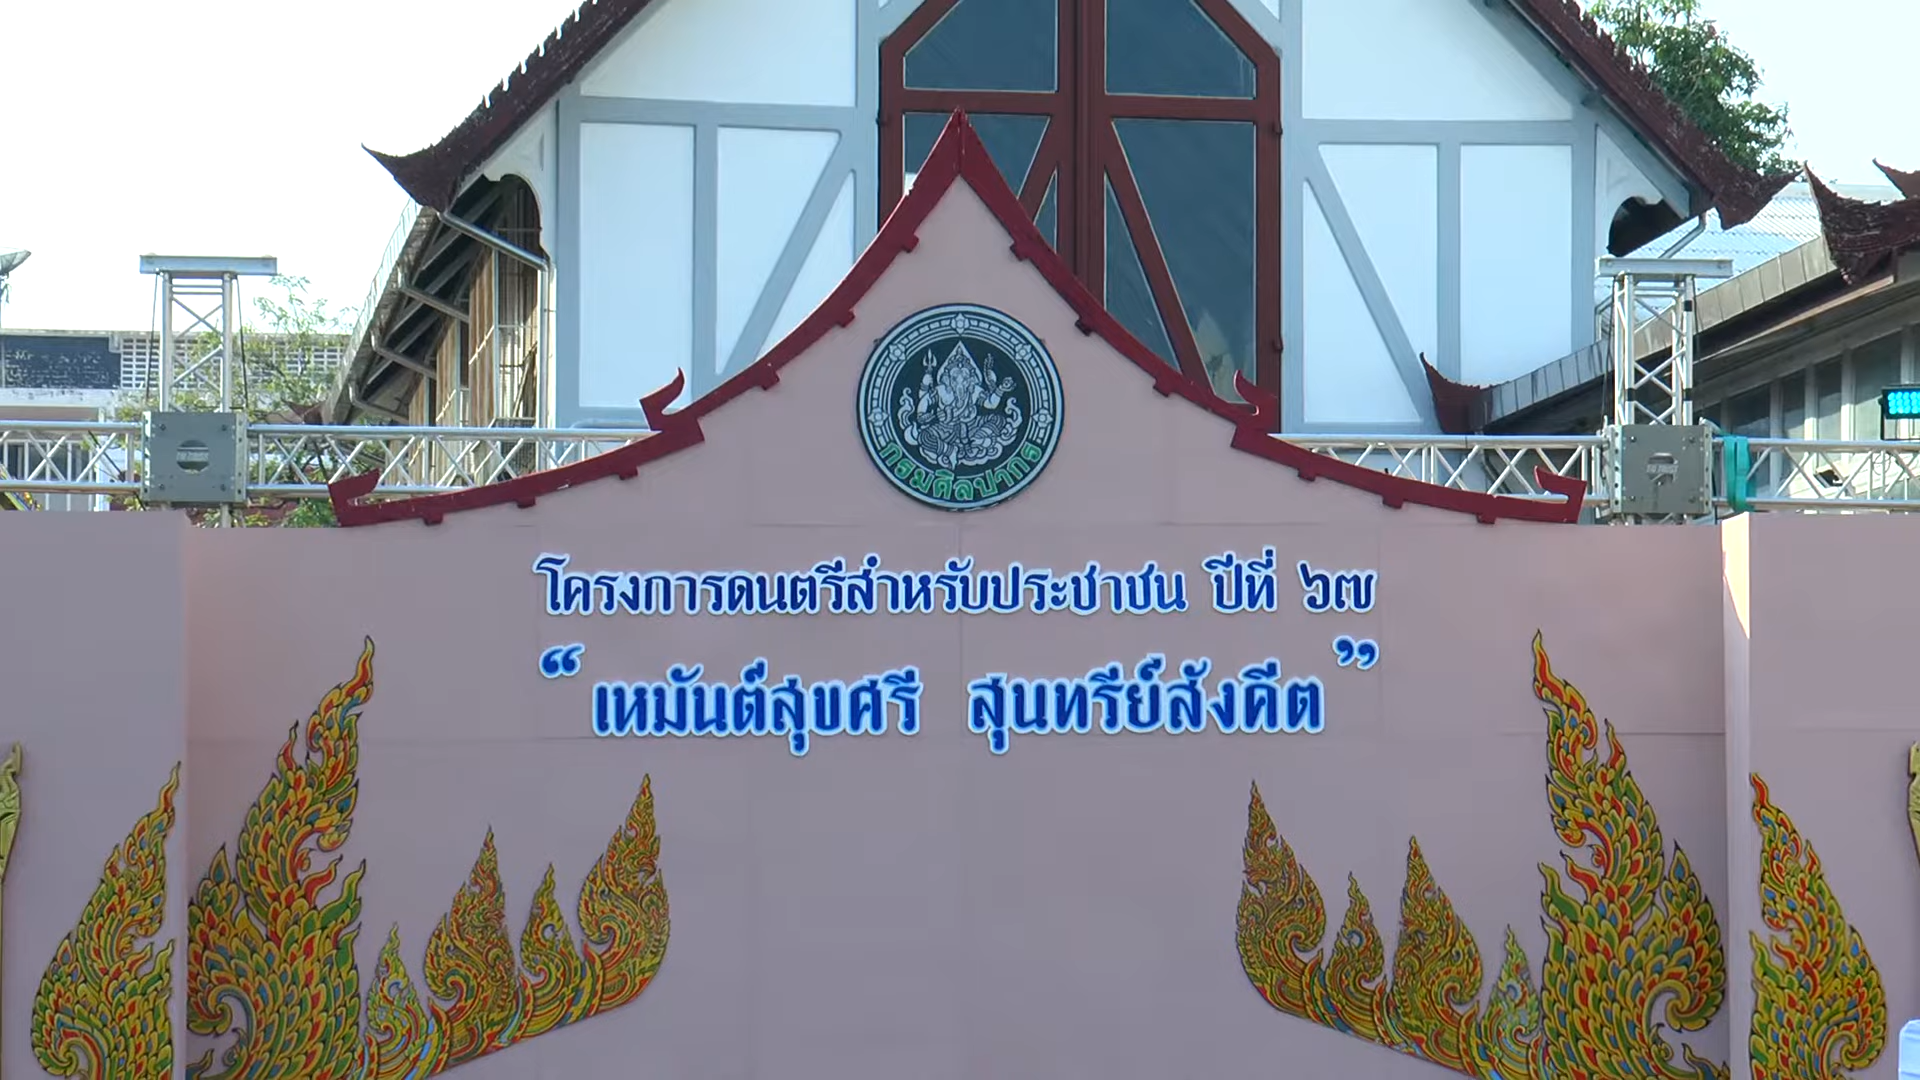 กรมศิลปากร
โครงการดนตรีสำหรับประชาชน ปีที่ ๖๗
“เหมันต์สุขศรี สุนทรีย์สังคีต”